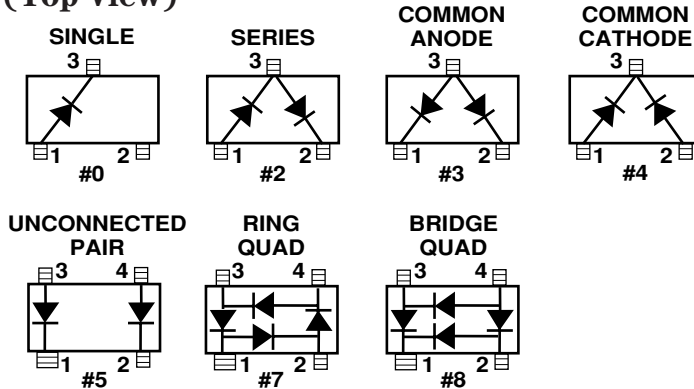 (Top view)
SINGLE
3
1 2
#0
SERIES
3
1 2
#2
COMMON
ANODE
3
1 2
#3
COMMON
CATHODE
3
1 2
#4
UNCONNECTED
PAIR
3 4
1 2
#5
RING
QUAD
3 4
1 2
#7
BRIDGE
QUAD
3 4
1 2
#8